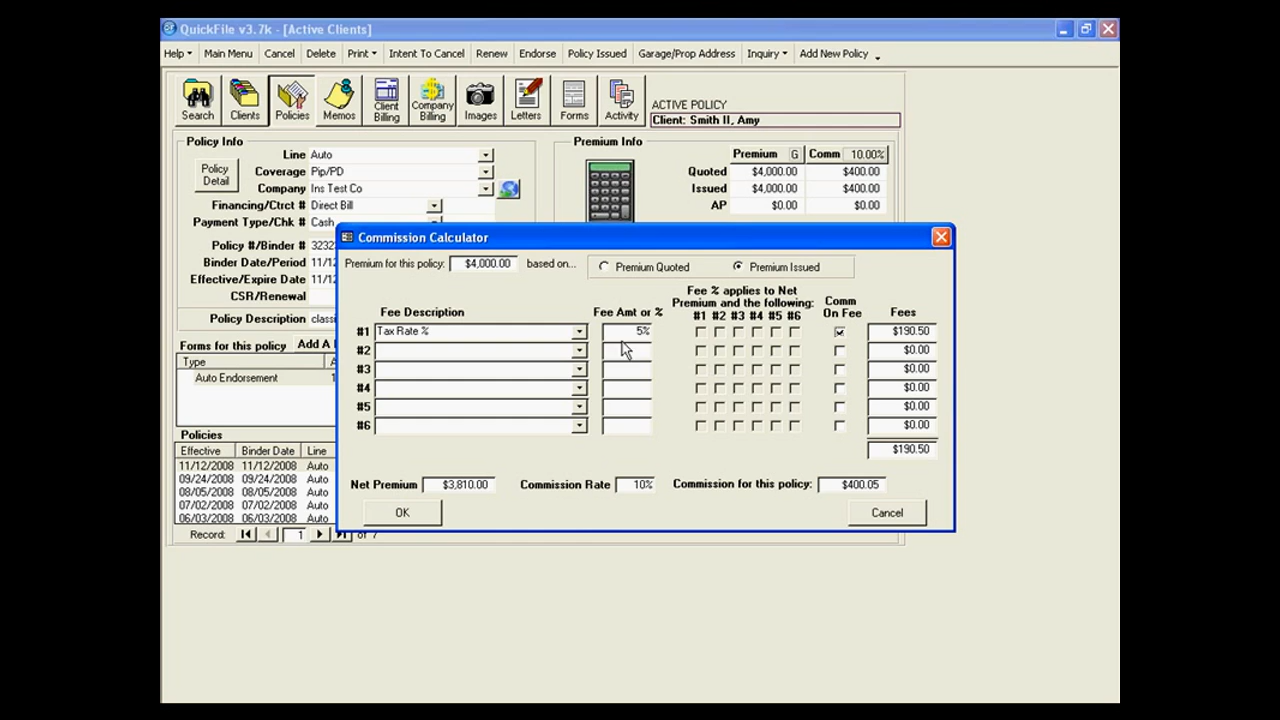 QuickFile v3.7k - [Active Clients]
Help Main Menu Cancel Delete Print Intent To Cancel Renew Endorse Policy Issued Garage/Prop Address Inquiry Add New Policy
Search Clients Policies Memos Client Billing Company Billing Images Letters Forms Activity
ACTIVE POLICY
Client: Smith II, Amy
Policy Info
Premium Info
Policy Detail
Line Auto
Coverage Pip/PD
Company Ins Test Co
Financing/Ctrct # Direct Bill
Payment Type/Chk # Cash
Policy #/Binder # 3232
Binder Date/Period 11/12
Effective/Expire Date 11/12
CSR/Renewal
Policy Description classi
Premium G Comm 10.00%
Quoted $4,000.00 $400.00
Issued $4,000.00 $400.00
AP $0.00 $0.00
Forms for this policy Add A
Type
Auto Endorsement 1
Policies
Effective Binder Date Line
11/12/2008 11/12/2008 Auto
09/24/2008 09/24/2008 Auto
08/05/2008 08/05/2008 Auto
07/02/2008 07/02/2008 Auto
06/03/2008 06/03/2008 Auto
Record: 1 of 7
Commission Calculator
Premium for this policy: $4,000.00 based on... Premium Quoted Premium Issued
Fee % applies to Net
Premium and the following:
Fee Description Fee Amt or % #1 #2 #3 #4 #5 #6 Comm On Fee Fees
#1 Tax Rate % 5% $190.50
#2 $0.00
#3 $0.00
#4 $0.00
#5 $0.00
#6 $0.00
$190.50
Net Premium $3,810.00 Commission Rate 10% Commission for this policy: $400.05
OK Cancel